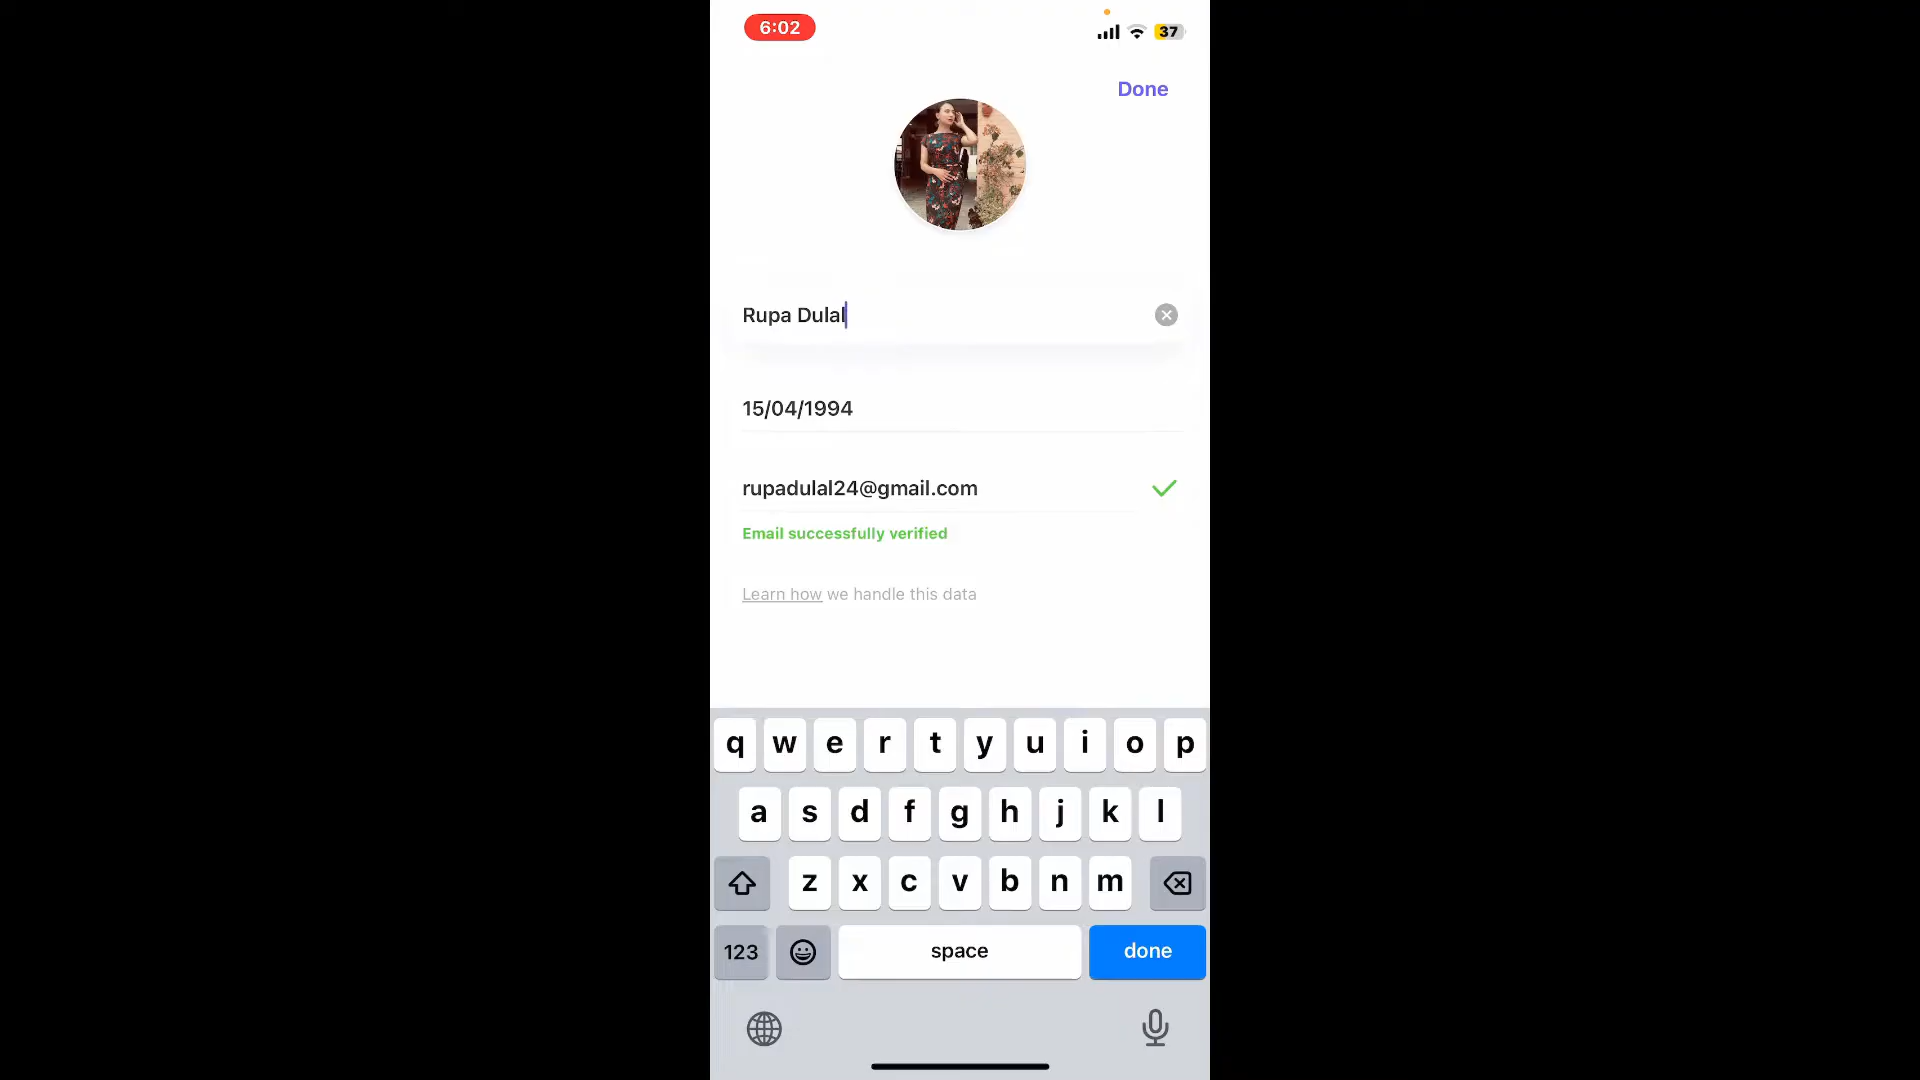 6:02
37
Done
Rupa Dulal
15/04/1994
rupadulal24@gmail.com
Email successfully verified
Learn how we handle this data
q w e r t y u i o p
a s d f g h j k l
z x c v b n m
123 space done